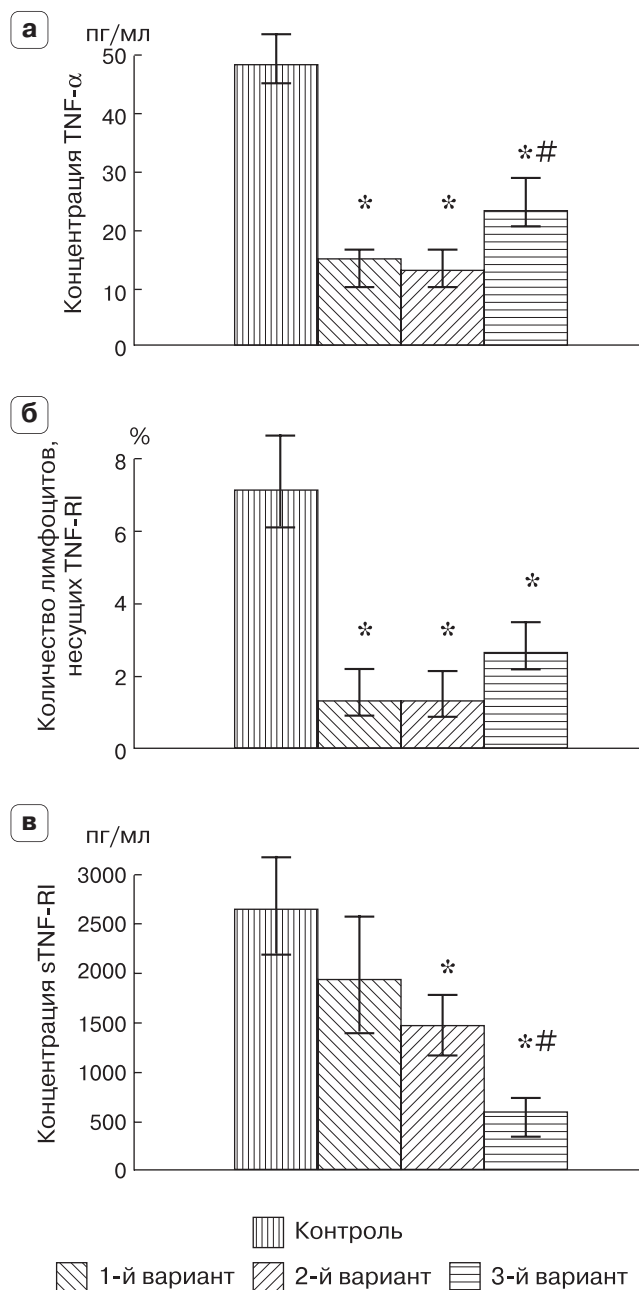 а
пг/мл
Концентрация TNF-α
50
40
30
20
10
0
*
*
*#
б
%
Количество лимфоцитов,
несущих TNF-RI
8
6
4
2
0
*
*
*
в
пг/мл
Концентрация sTNF-RI
3000
2500
2000
1500
1000
500
0
*
*#
Контроль
1-й вариант 2-й вариант 3-й вариант